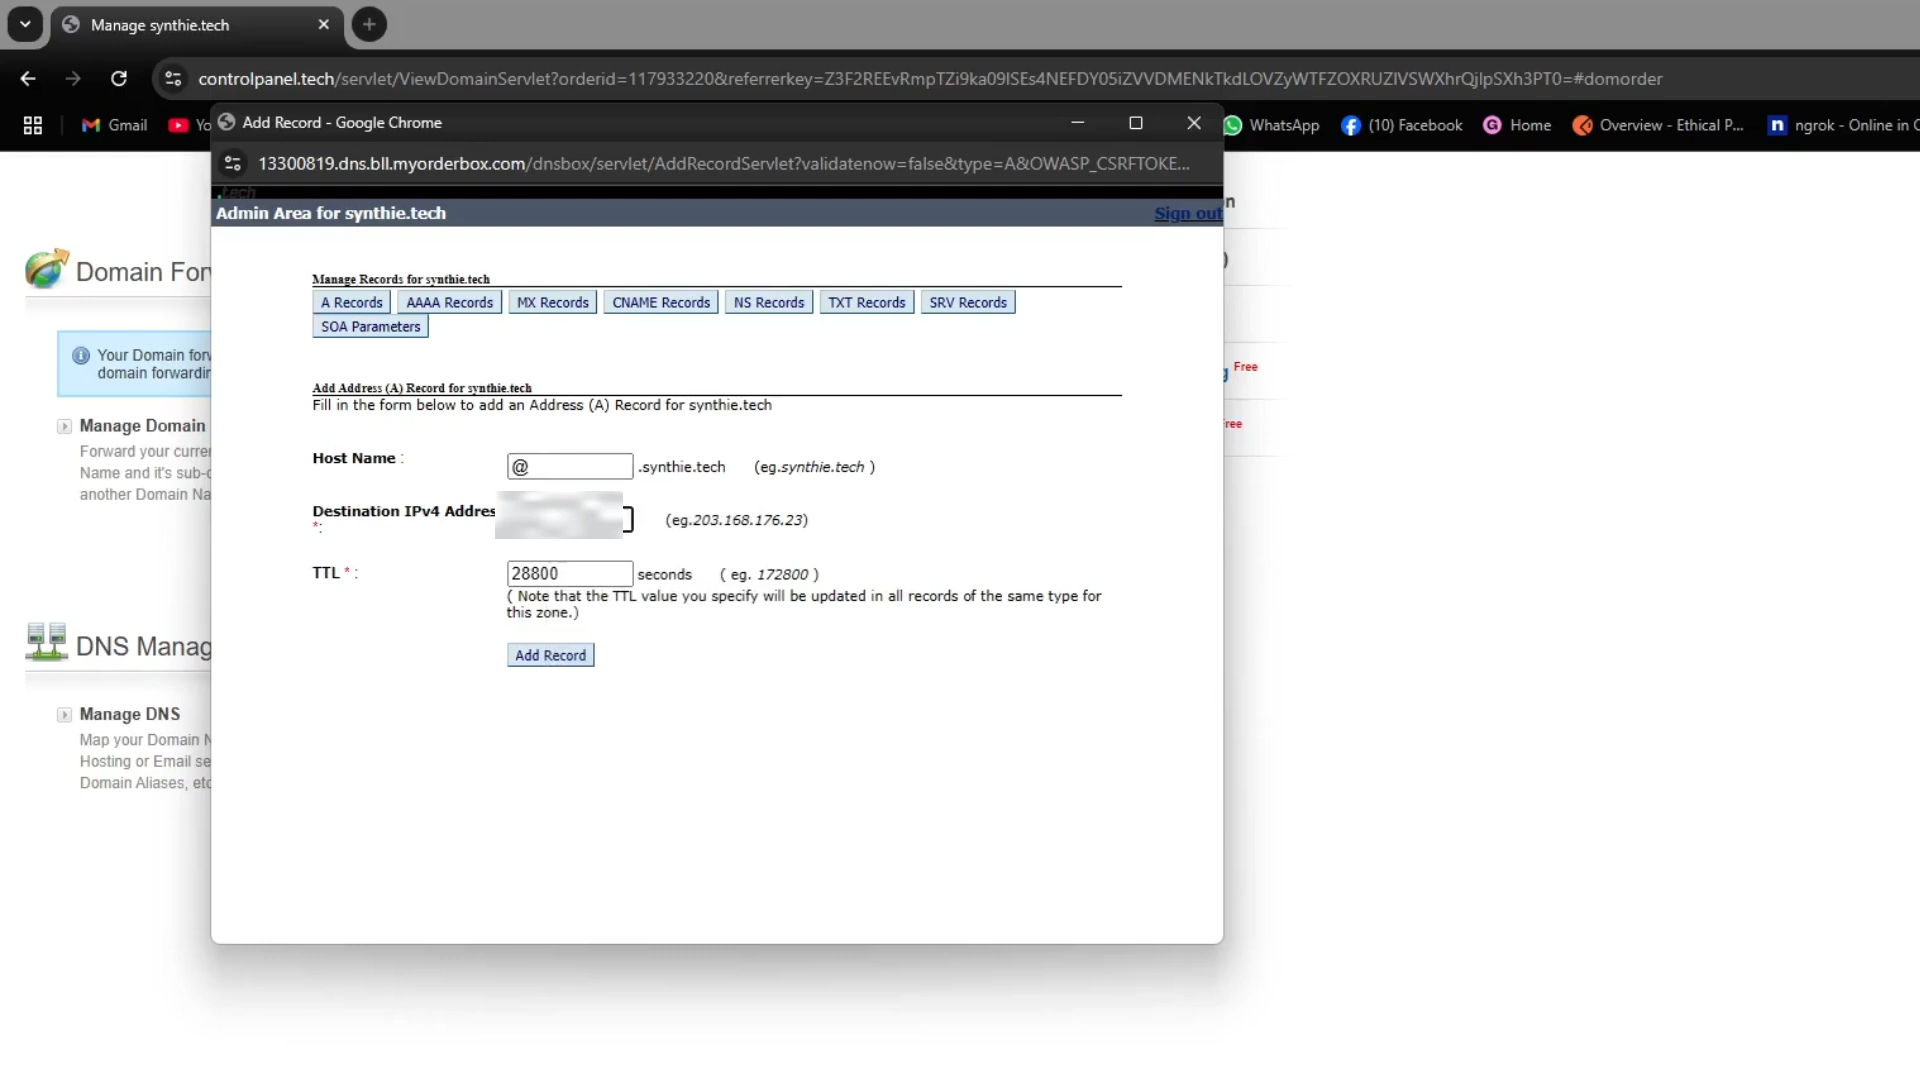 Manage synthie.tech
controlpanel.tech/servlet/ViewDomainServlet?orderid=117933220&referrerkey=Z3F2REEvRmpTZi9ka09lSEs4NEFDY05iZVVDMENkTkdLOVZyWTFZOXRUZlVSWXhrQjlpSXh3PT0=#domorder
Gmail
Yo
Add Record - Google Chrome
WhatsApp
(10) Facebook
Home
Overview - Ethical P...
ngrok - Online in C
13300819.dns.bll.myorderbox.com/dnsbox/servlet/AddRecordServlet?validatenow=false&type=A&OWASP_CSRFTOKE...
.tech
Admin Area for synthie.tech
Sign out
n
Domain Forw
)
Manage Records for synthie.tech
A Records
AAAA Records
MX Records
CNAME Records
NS Records
TXT Records
SRV Records
SOA Parameters
Your Domain forw
domain forwardin
g Free
Add Address (A) Record for synthie.tech
Fill in the form below to add an Address (A) Record for synthie.tech
Manage Domain
Forward your curre
Name and it's sub-d
another Domain Na
ree
Host Name :
@
.synthie.tech
(eg.synthie.tech )
Destination IPv4 Addres
*:
(eg.203.168.176.23)
TTL * :
28800
seconds
( eg. 172800 )
( Note that the TTL value you specify will be updated in all records of the same type for
this zone.)
Add Record
DNS Manag
Manage DNS
Map your Domain N
Hosting or Email se
Domain Aliases, etc